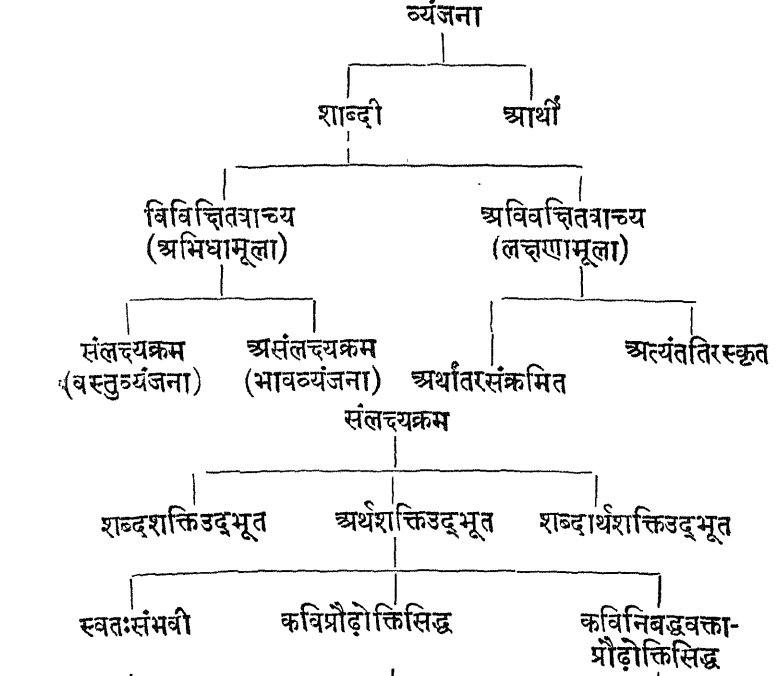 व्यंजना
शाब्दी आर्थी
विविक्षितवाच्य अविवक्षितवाच्य
(अभिधामूला) (लक्षणामूला)
संलक्ष्यक्रम असंलक्ष्यक्रम अत्यंततिरस्कृत
(वस्तुव्यंजना) (भावव्यंजना) अर्थांतरसंक्रमित
संलक्ष्यक्रम
शब्दशक्तिउद्भूत अर्थशक्तिउद्भूत शब्दार्थशक्तिउद्भूत
स्वतःसंभवी कविप्रौढ़ोक्तिसिद्ध कविनिबद्धवक्ता-
प्रौढ़ोक्तिसिद्ध